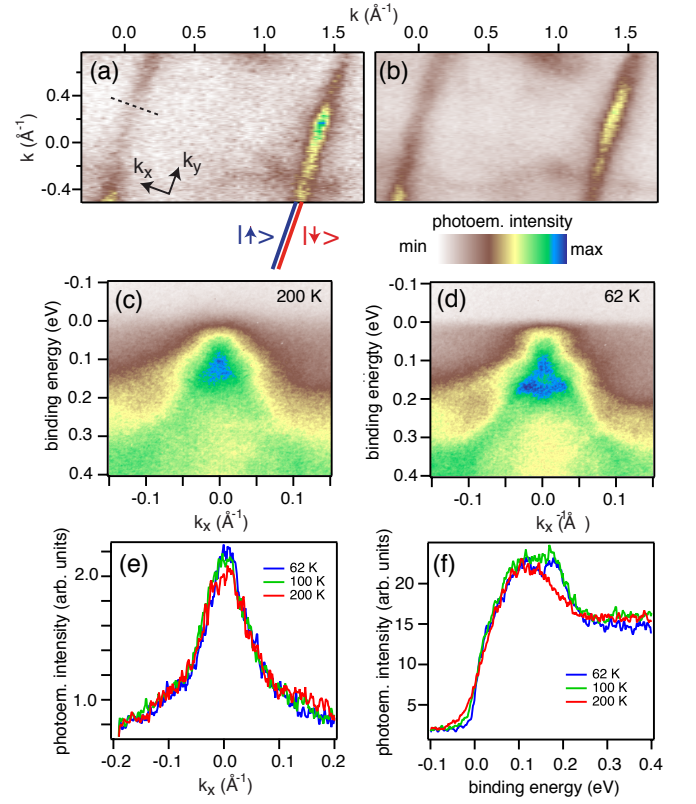 k (Å-1)
0.0 0.5 1.0 1.5 0.0 0.5 1.0 1.5
(a) (b)
k (Å-1)
0.4
0.0
-0.4
kx ky
|↑> |↓>
photoem. intensity
min max
(c) 200 K
binding energy (eV)
-0.1
0.0
0.1
0.2
0.3
0.4
-0.1 0.0 0.1
kx (Å-1)
(d) 62 K
binding energty (eV)
-0.1
0.0
0.1
0.2
0.3
0.4
-0.1 0.0 0.1
kx -1(Å )
(e)
photoem. intensity (arb. units)
2.0
1.0
62 K
100 K
200 K
-0.2 -0.1 0.0 0.1 0.2
kx (Å-1)
(f)
photoem. intensity (arb. units)
20
15
10
5
62 K
100 K
200 K
-0.1 0.0 0.1 0.2 0.3 0.4
binding energy (eV)